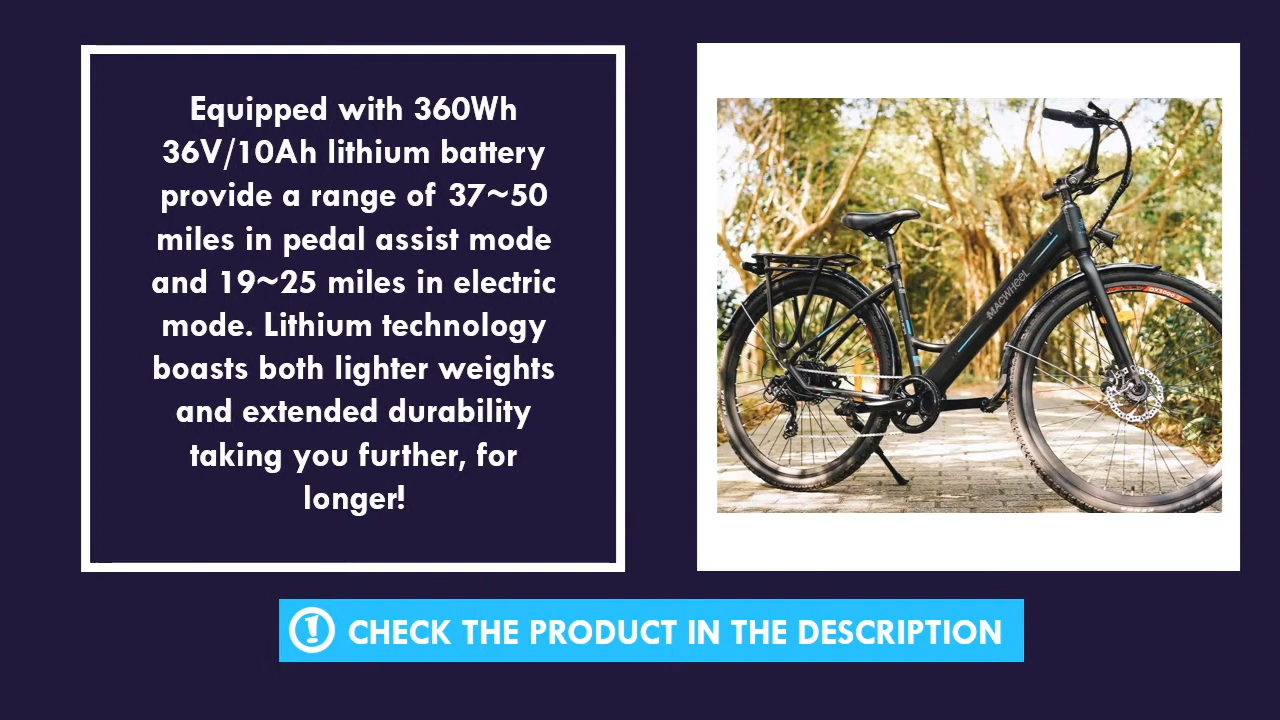 Equipped with 360Wh
36V/10Ah lithium battery
provide a range of 37~50
miles in pedal assist mode
and 19~25 miles in electric
mode. Lithium technology
boasts both lighter weights
and extended durability
taking you further, for
longer!
MACWHEEL
CHECK THE PRODUCT IN THE DESCRIPTION